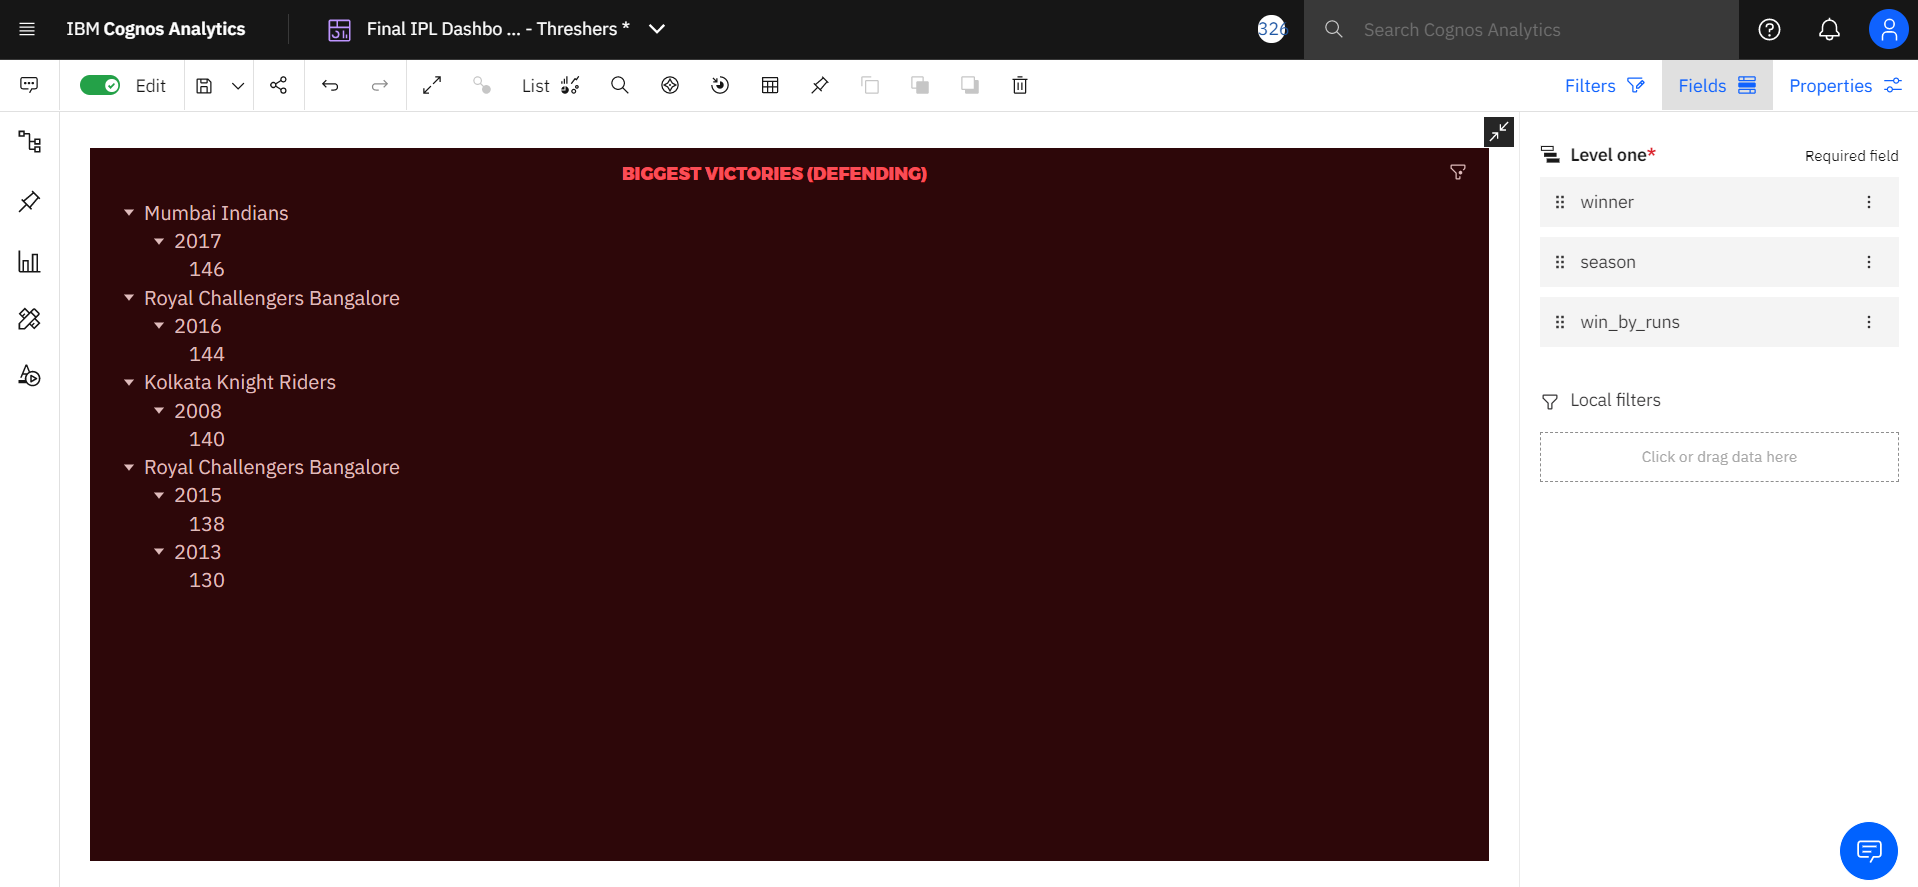 IBM Cognos Analytics
Final IPL Dashbo ... - Threshers *
326
Search Cognos Analytics
Edit
List
Filters
Fields
Properties
BIGGEST VICTORIES (DEFENDING)
Mumbai Indians
2017
146
Royal Challengers Bangalore
2016
144
Kolkata Knight Riders
2008
140
Royal Challengers Bangalore
2015
138
2013
130
Level one*
Required field
winner
season
win_by_runs
Local filters
Click or drag data here